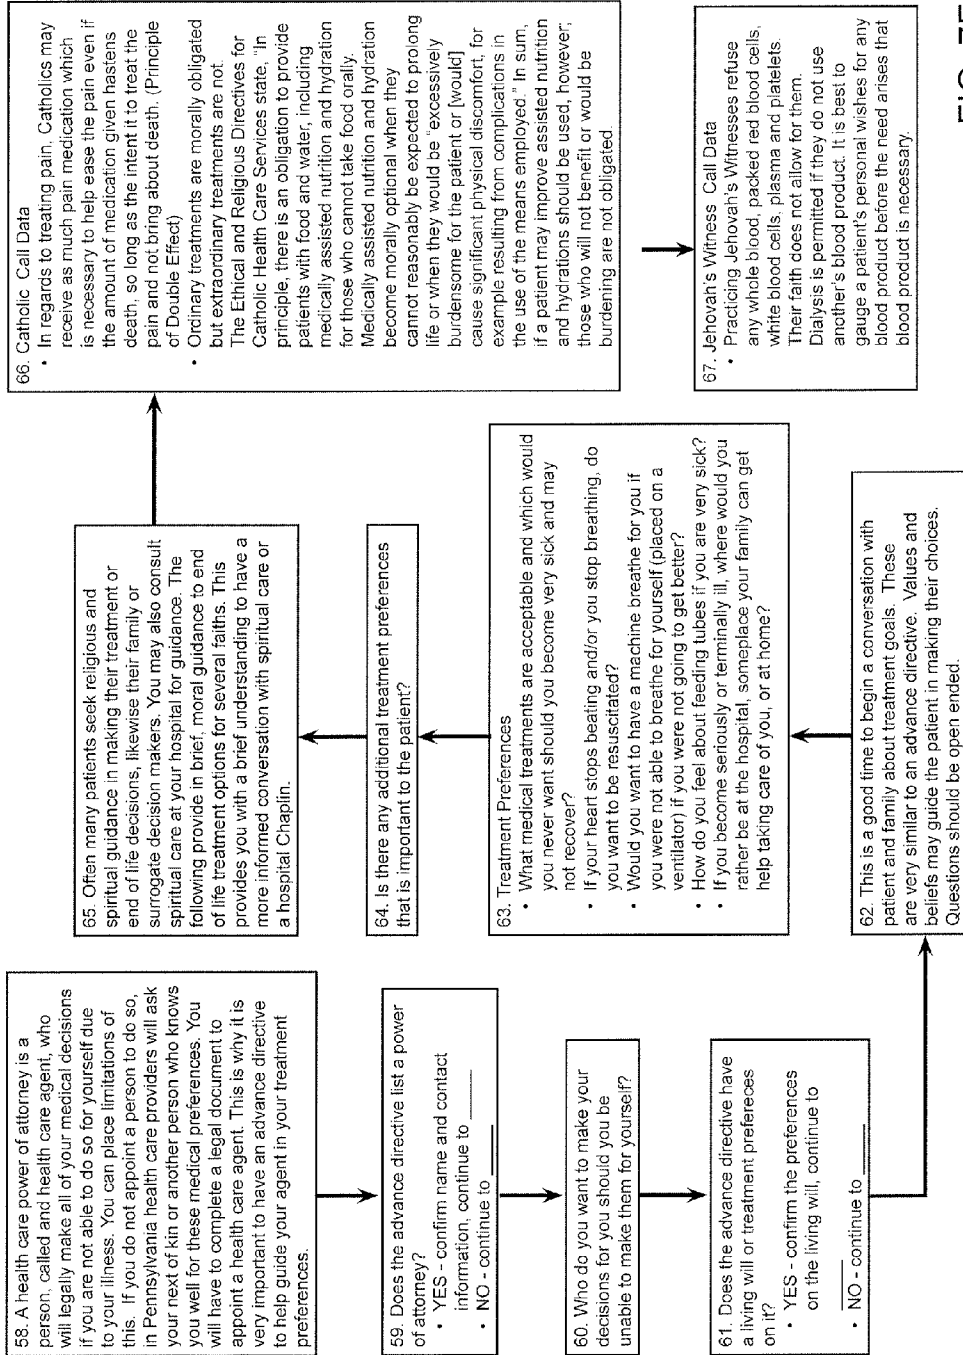 58. A health care power of attorney is a
person, called and health care agent, who
will legally make all of your medical decisions
if you are not able to do so for yourself due
to your illness. You can place limitations of
this. If you do not appoint a person to do so,
in Pennsylvania health care providers will ask
your next of kin or another person who knows
you well for these medical preferences. You
will have to complete a legal document to
appoint a health care agent. This is why it is
very important to have an advance directive
to help guide your agent in your treatment
preferences.
59. Does the advance directive list a power
of attorney?
• YES - confirm name and contact
information, continue to _____
• NO - continue to _____
60. Who do you want to make your
decisions for you should you be
unable to make them for yourself?
61. Does the advance directive have
a living will or treatment prefereces
on it?
• YES - confirm the preferences
on the living will, continue to
_____
• NO - continue to _____
62. This is a good time to begin a conversation with
patient and family about treatment goals. These
are very similar to an advance directive. Values and
beliefs may guide the patient in making their choices.
Questions should be open ended.
63. Treatment Preferences
• What medical treatments are acceptable and which would
you never want should you become very sick and may
not recover?
• If your heart stops beating and/or you stop breathing, do
you want to be resuscitated?
• Would you want to have a machine breathe for you if
you were not able to breathe for yourself (placed on a
ventilator) if you were not going to get better?
• How do you feel about feeding tubes if you are very sick?
• If you become seriously or terminally ill, where would you
rather be at the hospital, someplace your family can get
help taking care of you, or at home?
64. Is there any additional treatment preferences
that is important to the patient?
65. Often many patients seek religious and
spiritual guidance in making their treatment or
end of life decisions, likewise their family or
surrogate decision makers. You may also consult
spiritual care at your hospital for guidance. The
following provide in brief, moral guidance to end
of life treatment options for several faiths. This
provides you with a brief understanding to have a
more informed conversation with spiritual care or
a hospital Chaplin.
66. Catholic Call Data
• In regards to treating pain, Catholics may
receive as much pain medication which
is necessary to help ease the pain even if
the amount of medication given hastens
death, so long as the intent it to treat the
pain and not bring about death. (Principle
of Double Effect)
• Ordinary treatments are morally obligated
but extraordinary treatments are not.
The Ethical and Religious Directives for
Catholic Health Care Services state, "In
principle, there is an obligation to provide
patients with food and water, including
medically assisted nutrition and hydration
for those who cannot take food orally.
Medically assisted nutrition and hydration
become morally optional when they
cannot reasonably be expected to prolong
life or when they would be "excessively
burdensome for the patient or [would]
cause significant physical discomfort, for
example resulting from complications in
the use of the means employed." In sum,
if a patient may improve assisted nutrition
and hydrations should be used, however;
those who will not benefit or would be
burdening are not obligated.
67. Jehovah's Witness Call Data
• Practicing Jehovah's Witnesses refuse
any whole blood, packed red blood cells,
white blood cells, plasma and platelets.
Their faith does not allow for them.
Dialysis is permitted if they do not use
another's blood product. It is best to
gauge a patient's personal wishes for any
blood product before the need arises that
blood product is necessary.